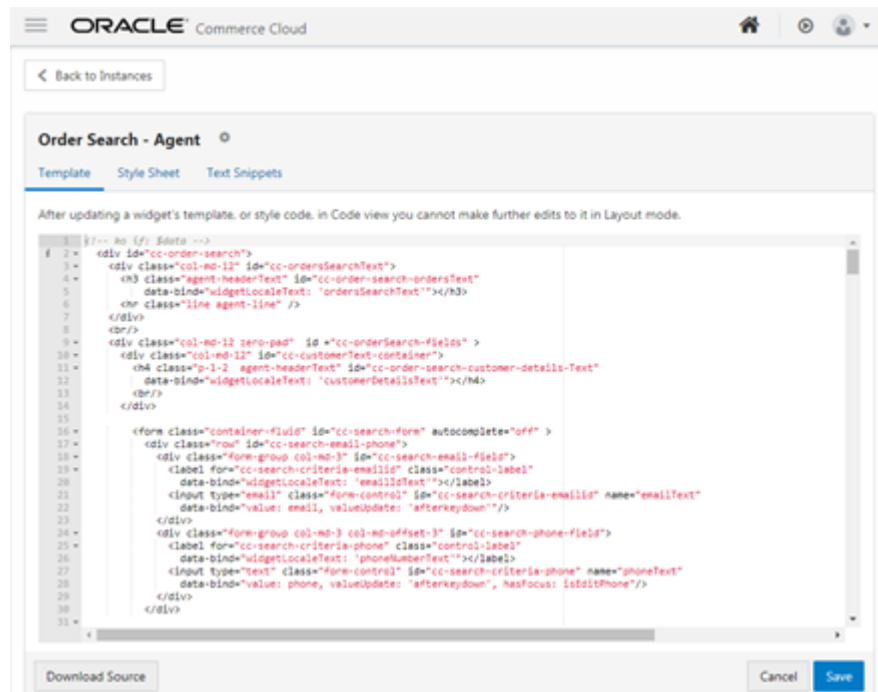 ORACLE Commerce Cloud
Back to Instances
Order Search - Agent
Template Style Sheet Text Snippets
After updating a widget's template, or style code, in Code view you cannot make further edits to it in Layout mode.
1 <!-- ko if: $data -->
2 <div id="cc-order-search">
3 <div class="col-md-12" id="cc-ordersSearchText">
4 <h3 class="agent-headerText" id="cc-order-search-ordersText"
5 data-bind="widgetLocaleText: 'ordersSearchText'"></h3>
6 <hr class="line agent-line" />
7 </div>
8 <br/>
9 <div class="col-md-12 zero-pad" id ="cc-orderSearch-fields" >
10 <div class="col-md-12" id="cc-customerText-container">
11 <h4 class="p-1-2 agent-headerText" id="cc-order-search-customer-details-Text"
12 data-bind="widgetLocaleText: 'customerDetailsText'"></h4>
13 <br/>
14 </div>
15
16 <form class="container-fluid" id="cc-search-form" autocomplete="off" >
17 <div class="row" id="cc-search-email-phone">
18 <div class="form-group col-md-3" id="cc-search-email-field">
19 <label for="cc-search-criteria-emailid" class="control-label"
20 data-bind="widgetLocaleText: 'emailIdText'"></label>
21 <input type="email" class="form-control" id="cc-search-criteria-emailid" name="emailText"
22 data-bind="value: email, valueUpdate: 'afterkeydown'"/>
23 </div>
24 <div class="form-group col-md-3 col-md-offset-3" id="cc-search-phone-field">
25 <label for="cc-search-criteria-phone" class="control-label"
26 data-bind="widgetLocaleText: 'phoneNumberText'"></label>
27 <input type="text" class="form-control" id="cc-search-criteria-phone" name="phoneText"
28 data-bind="value: phone, valueUpdate: 'afterkeydown', hasFocus: isEditPhone"/>
29 </div>
30 </div>
31
Download Source Cancel Save